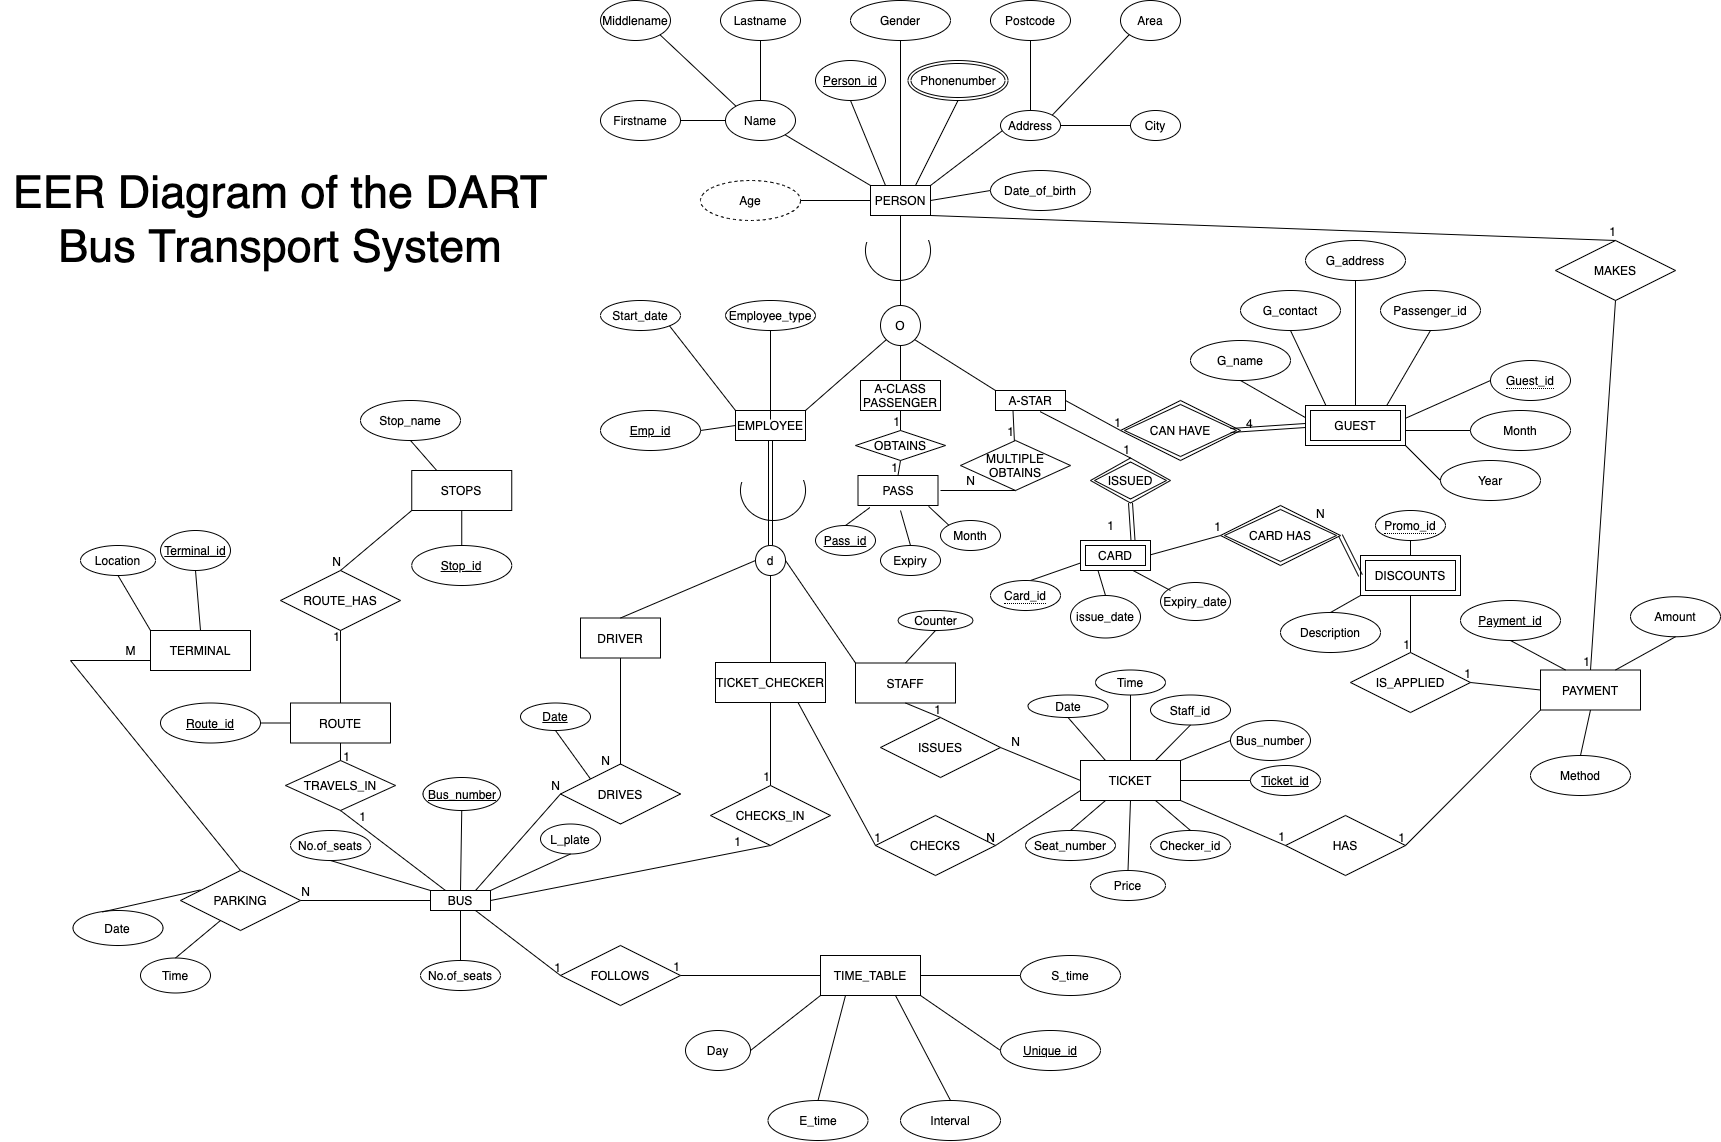 Middlename
Lastname
Gender
Postcode
Area
Person_id
Phonenumber
Firstname
Name
Address
City
EER Diagram of the DART
Bus Transport System
Age
PERSON
Date_of_birth
1
MAKES
G_address
G_contact
Passenger_id
G_name
Guest_id
Start_date
Employee_type
O
A-CLASS
PASSENGER
A-STAR
Stop_name
Emp_id
EMPLOYEE
1
OBTAINS
1
1
MULTIPLE
OBTAINS
N
1
CAN HAVE
4
GUEST
Month
Year
STOPS
PASS
1
ISSUED
1
Pass_id
Expiry
Month
1
CARD HAS
N
Promo_id
Location
Terminal_id
Stop_id
d
CARD
DISCOUNTS
N
ROUTE_HAS
1
Card_id
issue_date
Expiry_date
Description
Payment_id
Amount
M
TERMINAL
DRIVER
Counter
1
IS_APPLIED
1
1
PAYMENT
TICKET_CHECKER
STAFF
Time
Date
Staff_id
Bus_number
Route_id
ROUTE
Date
1
ISSUES
N
TICKET
Ticket_id
Method
1
TRAVELS_IN
1
Bus_number
N
N
DRIVES
1
CHECKS_IN
1
No.of_seats
L_plate
1
CHECKS
N
Seat_number
Price
Checker_id
1
HAS
1
PARKING
N
BUS
Date
Time
No.of_seats
1
FOLLOWS
1
TIME_TABLE
S_time
Day
Unique_id
E_time
Interval